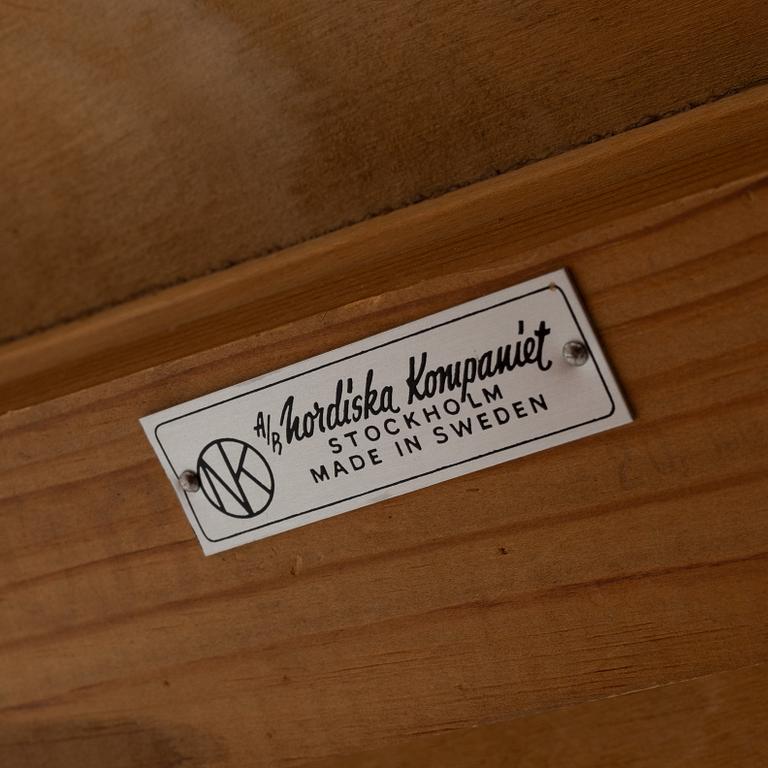 A/B Nordiska Kompaniet
STOCKHOLM
MADE IN SWEDEN
NK